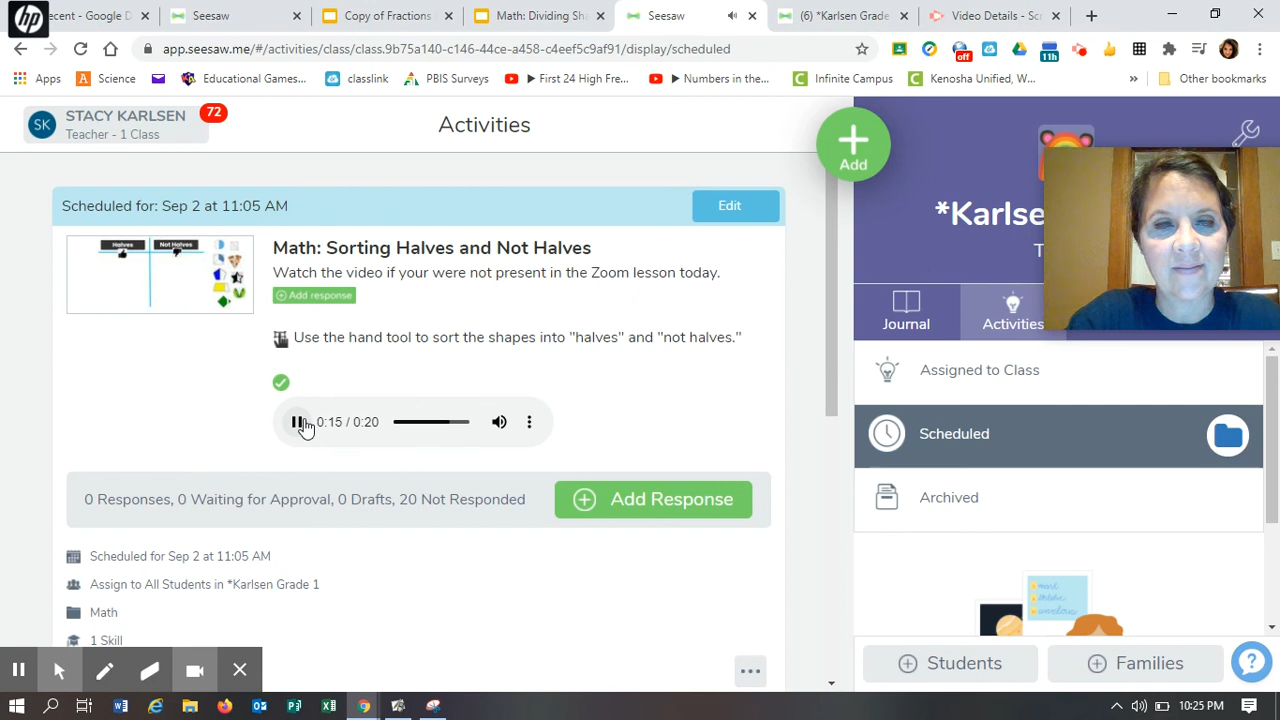 ecent - D
Seesaw
Copy of Fractions
Math: Dividing Sha
Seesaw
(6) *Karlsen Grade
Video Details - Scr
app.seesaw.me/#/activities/class/class.9b75a140-c146-44ce-a458-c4eef5c9af91/display/scheduled
off
11h
Apps
Science
Educational Games...
classlink
PBIS Surveys
▶ First 24 High Fre...
▶ Numbers in the...
Infinite Campus
Kenosha Unified, W...
»
Other bookmarks
SK
STACY KARLSEN
Teacher - 1 Class
72
Activities
Add
*Karlse
T
Scheduled for: Sep 2 at 11:05 AM
Edit
Halves
Not Halves
Math: Sorting Halves and Not Halves
Watch the video if your were not present in the Zoom lesson today.
Add response
Use the hand tool to sort the shapes into "halves" and "not halves."
0:15 / 0:20
0 Responses, 0 Waiting for Approval, 0 Drafts, 20 Not Responded
Add Response
Scheduled for Sep 2 at 11:05 AM
Assign to All Students in *Karlsen Grade 1
Math
1 Skill
Journal
Activities
Assigned to Class
Scheduled
Archived
Students
Families
10:25 PM